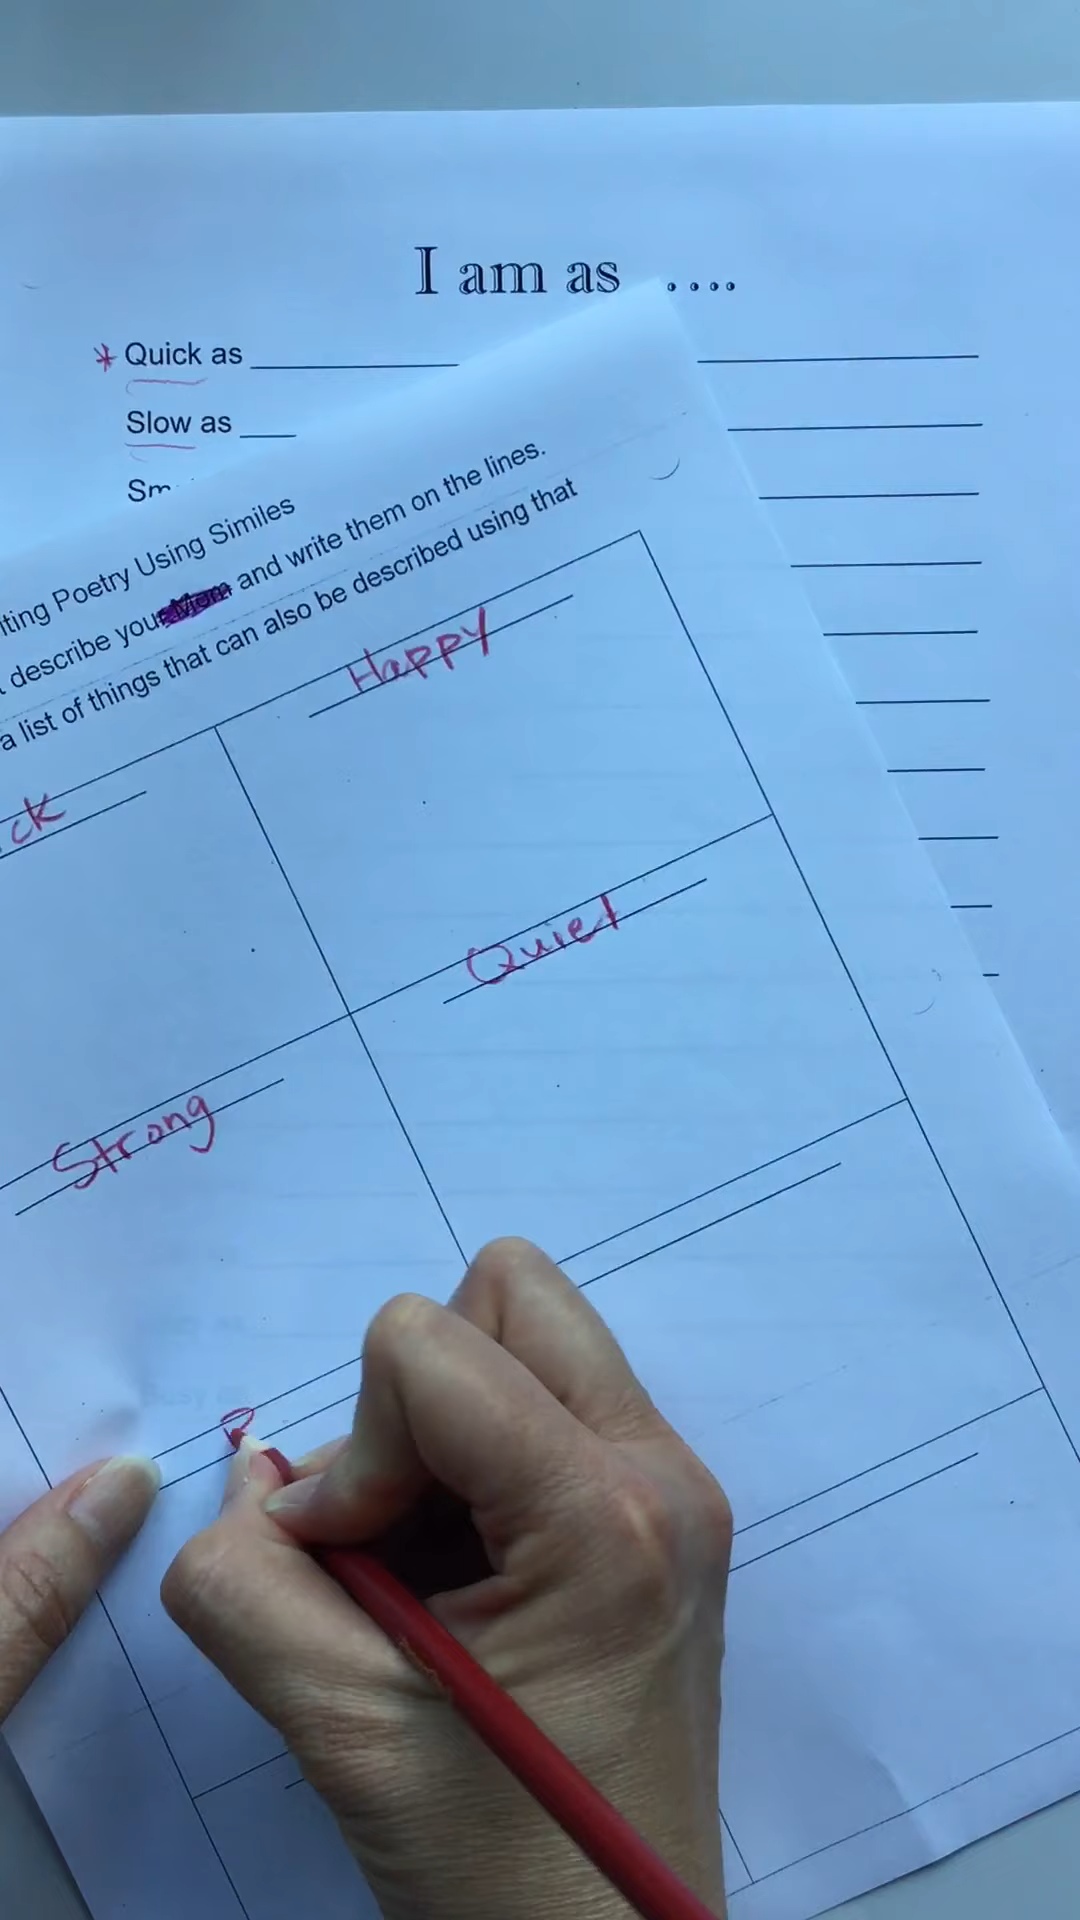 I am as ....
* Quick as
Slow as
Sm
iting Poetry Using Similes
describe your Mom and write them on the lines.
a list of things that can also be described using that
Happy
ck
Quiet
Strong